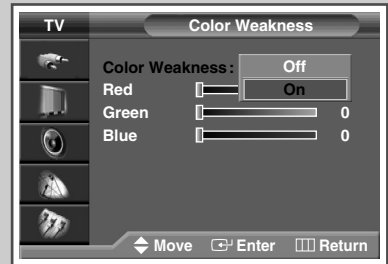 TV Color Weakness
Color Weakness : Off
Red On
Green 0
Blue 0
Move Enter Return